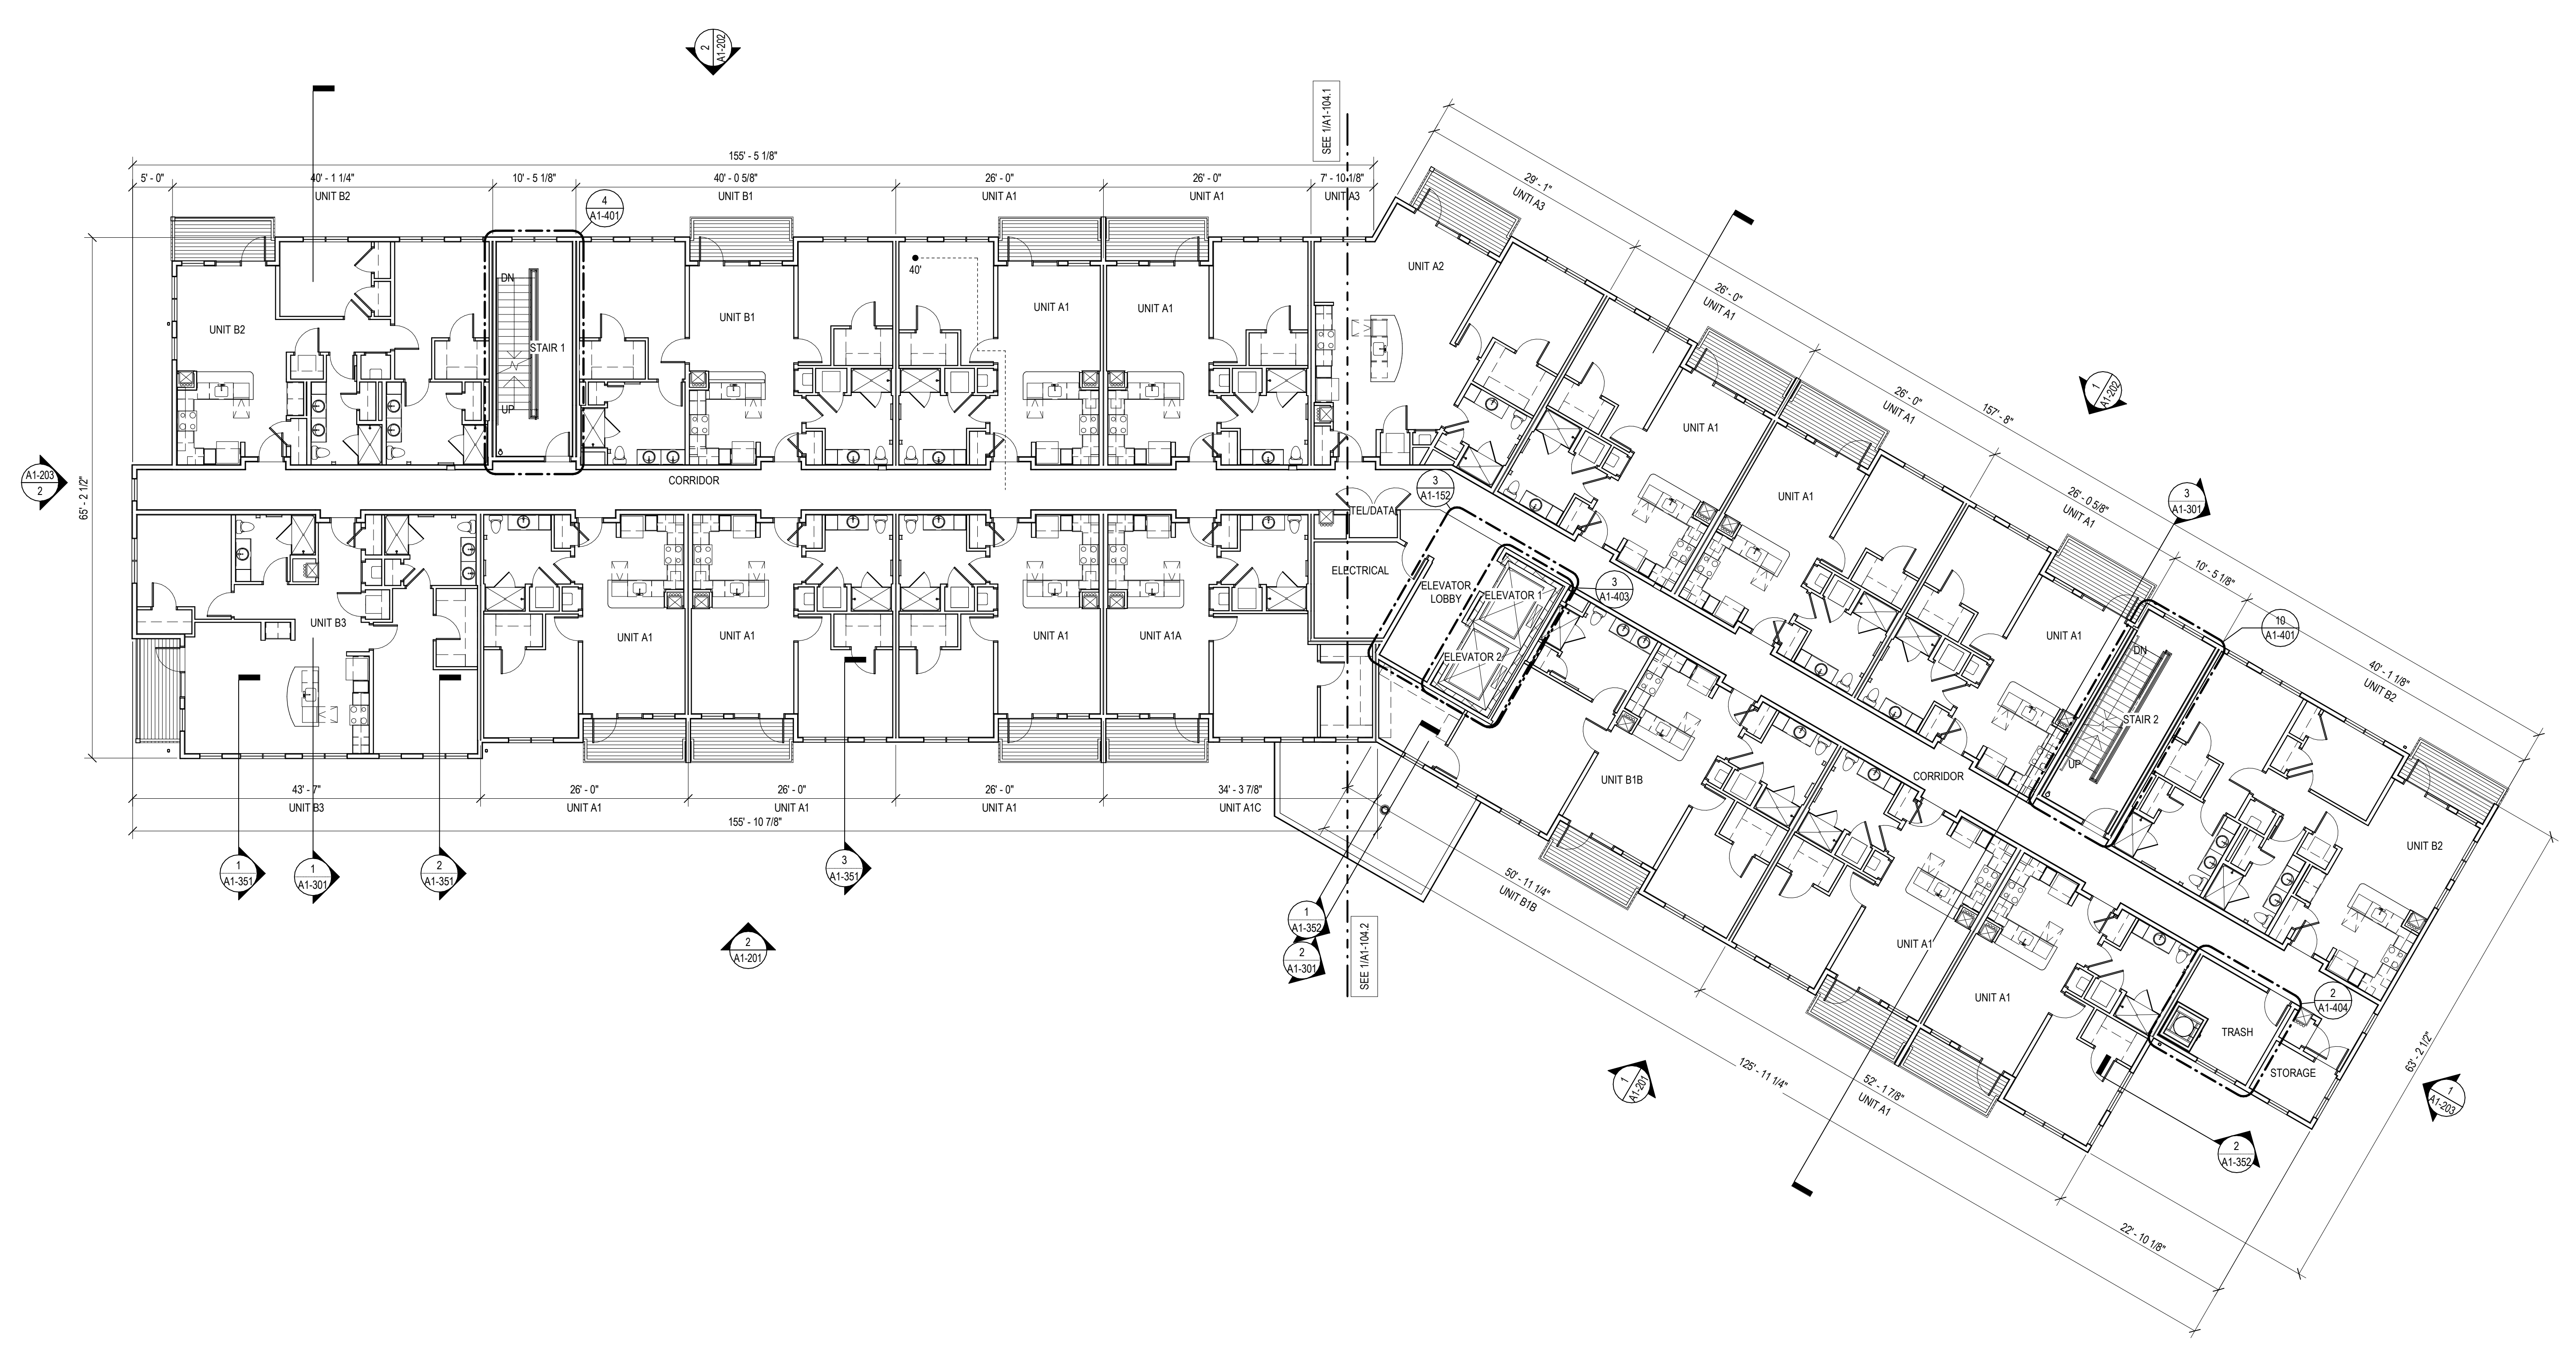 2
A1-202
SEE 1/A1-104.1
155' - 5 1/8"
5' - 0"
40' - 1 1/4"
10' - 5 1/8"
40' - 0 5/8"
26' - 0"
26' - 0"
7' - 10 1/8"
UNIT B2
UNIT B1
UNIT A1
UNIT A1
UNIT A3
4
A1-401
29' - 1"
UNTI A3
26' - 0"
UNIT A1
26' - 0"
UNIT A1
157' - 8"
26' - 0 5/8"
UNIT A1
10' - 5 1/8"
40' - 1 1/8"
UNIT B2
1
A1-202
3
A1-301
10
A1-401
40'
DN
UNIT B2
STAIR 1
UP
UNIT B1
UNIT A1
UNIT A1
UNIT A2
UNIT A1
UNIT A1
UNIT A1
DN
STAIR 2
UP
UNIT B2
A1-203
2
65' - 2 1/2"
CORRIDOR
3
A1-152
TEL/DATA
ELECTRICAL
ELEVATOR
LOBBY
ELEVATOR 1
ELEVATOR 2
3
A1-403
UNIT B3
UNIT A1
UNIT A1
UNIT A1
UNIT A1A
UNIT B1B
CORRIDOR
UNIT A1
UNIT A1
TRASH
STORAGE
2
A1-404
43' - 7"
26' - 0"
26' - 0"
26' - 0"
34' - 3 7/8"
UNIT B3
UNIT A1
UNIT A1
UNIT A1
UNIT A1C
155' - 10 7/8"
1
A1-351
1
A1-301
2
A1-351
3
A1-351
2
A1-201
1
A1-352
2
A1-301
SEE 1/A1-104.2
50' - 11 1/4"
UNIT B1B
125' - 11 1/4"
52' - 1 7/8"
UNIT A1
22' - 10 1/8"
63' - 2 1/2"
1
A1-201
1
A1-203
2
A1-352